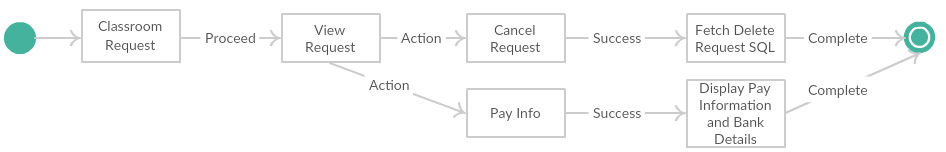 Classroom
Request
Proceed
View
Request
Action
Cancel
Request
Success
Fetch Delete
Request SQL
Complete
Action
Pay Info
Success
Display Pay
Information
and Bank
Details
Complete